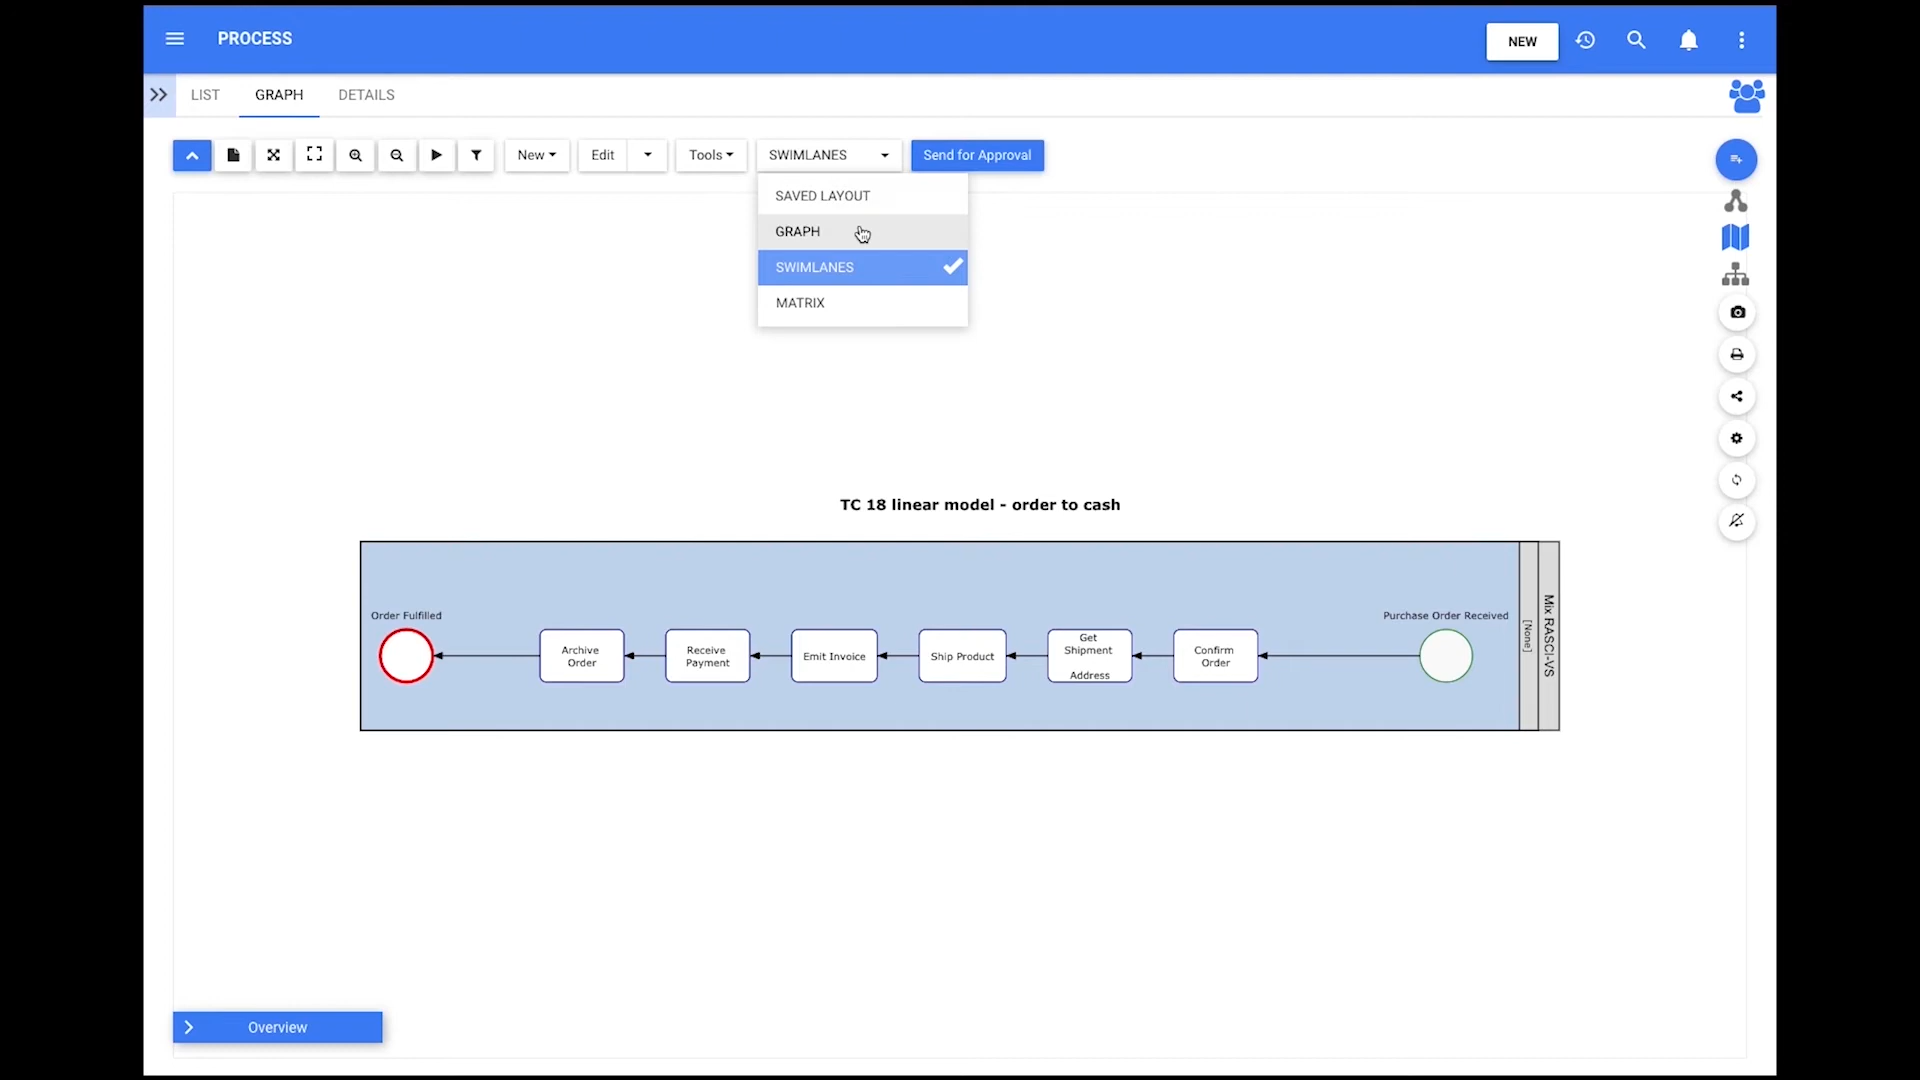 PROCESS
NEW
LIST
GRAPH
DETAILS
New
Edit
Tools
SWIMLANES
Send for Approval
SAVED LAYOUT
GRAPH
SWIMLANES
MATRIX
TC 18 linear model - order to cash
Order Fulfilled
Archive
Order
Receive
Payment
Emit Invoice
Ship Product
Get
Shipment
Address
Confirm
Order
Purchase Order Received
[None]
Mix RASCI-VS
Overview